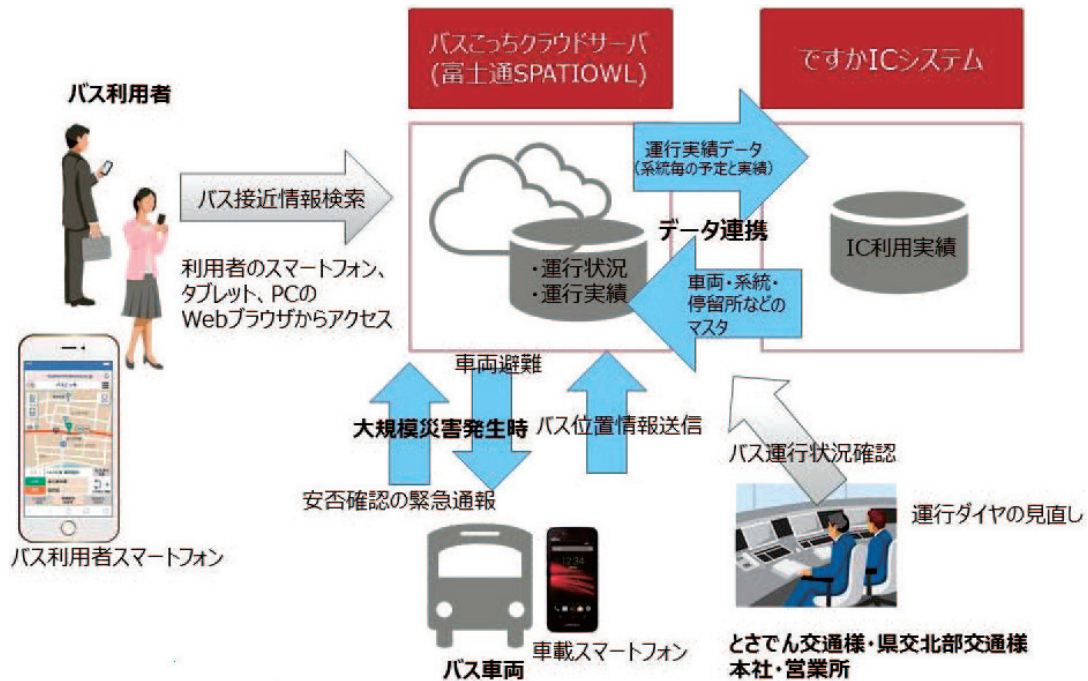 バスこっちクラウドサーバ
(富士通SPATIOWL)
ですかICシステム
バス利用者
バス接近情報検索
利用者のスマートフォン、
タブレット、PCの
Webブラウザからアクセス
運行実績データ
(系統毎の予定と実績)
データ連携
・運行状況
・運行実績
IC利用実績
車両・系統・
停留所などの
マスタ
車両避難
大規模災害発生時
バス位置情報送信
安否確認の緊急通報
バス運行状況確認
運行ダイヤの見直し
バス利用者スマートフォン
12:34
車載スマートフォン
バス車両
とさでん交通様・県交北部交通様
本社・営業所